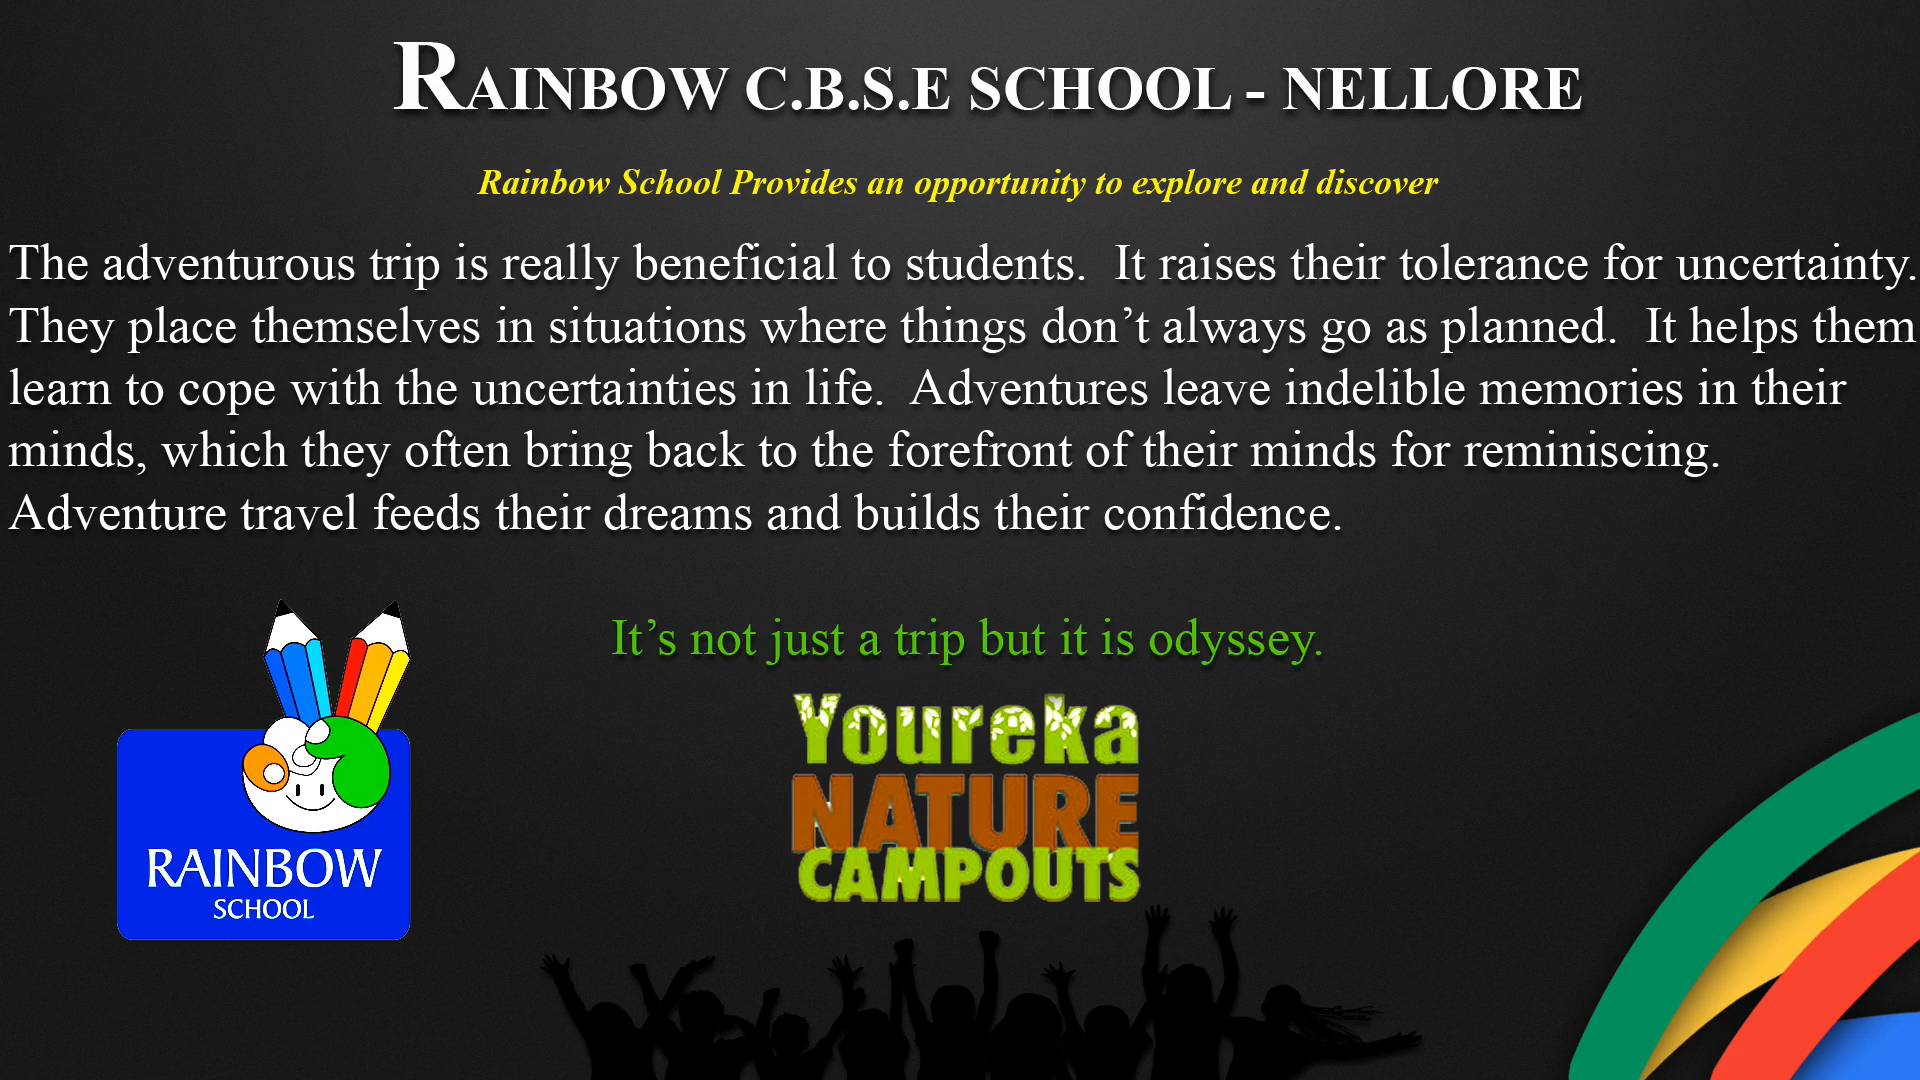 RAINBOW C.B.S.E SCHOOL - NELLORE
Rainbow School Provides an opportunity to explore and discover
The adventurous trip is really beneficial to students.  It raises their tolerance for uncertainty.
They place themselves in situations where things don’t always go as planned.  It helps them
learn to cope with the uncertainties in life.  Adventures leave indelible memories in their
minds, which they often bring back to the forefront of their minds for reminiscing.
Adventure travel feeds their dreams and builds their confidence.
It’s not just a trip but it is odyssey.
Youreka
NATURE
CAMPOUTS
RAINBOW
SCHOOL